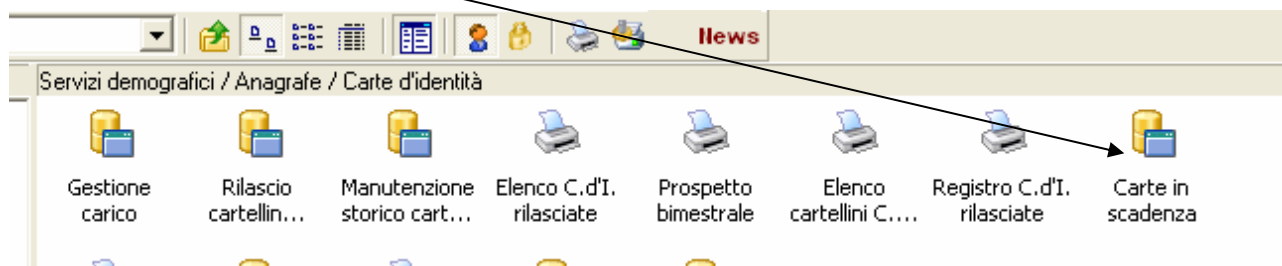 News
Servizi demografici / Anagrafe / Carte d'identità
Gestione carico
Rilascio cartellin...
Manutenzione storico cart...
Elenco C.d'I. rilasciate
Prospetto bimestrale
Elenco cartellini C....
Registro C.d'I. rilasciate
Carte in scadenza